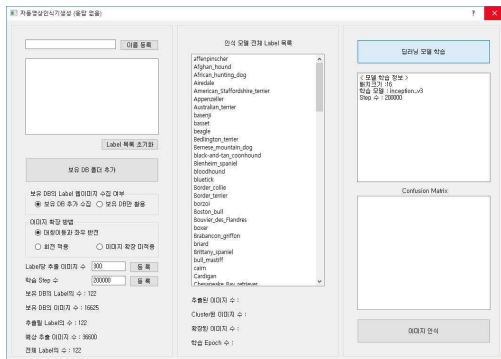 자동영상인식기생성 (응답 없음)
이름 등록
Label 목록 초기화
보유 DB 폴더 추가
보유 DB의 Label 웹이미지 수집 여부
보유 DB 추가 수집
보유 DB만 활용
이미지 확장 방법
대칭이동과 좌우 반전
회전 적용
이미지 확장 미적용
Label당 추출 이미지 수
300
등 록
학습 Step 수
200000
등 록
보유 DB의 Label의 수 : 122
보유 DB의 이미지 수 : 16625
추출될 Label의 수 : 122
예상 추출 이미지 수 : 36600
전체 Label의 수 : 122
인식 모델 전체 Label 목록
affenpinscher
Afghan_hound
African_hunting_dog
Airedale
American_Staffordshire_terrier
Appenzeller
Australian_terrier
basenji
basset
beagle
Bedlington_terrier
Bernese_mountain_dog
black-and-tan_coonhound
Blenheim_spaniel
bloodhound
bluetick
Border_collie
Border_terrier
borzoi
Boston_bull
Bouvier_des_Flandres
boxer
Brabancon_griffon
briard
Brittany_spaniel
bull_mastiff
cairn
Cardigan
Chesapeake_Bay_retriever
추출된 이미지 수 :
Cluster된 이미지 수 :
확장된 이미지 수 :
학습 Epoch 수 :
딥러닝 모델 학습
< 모델 학습 정보 >
배치크기 :16
학습 모델 : inception_v3
Step 수 : 200000
Confusion Matrix
이미지 인식